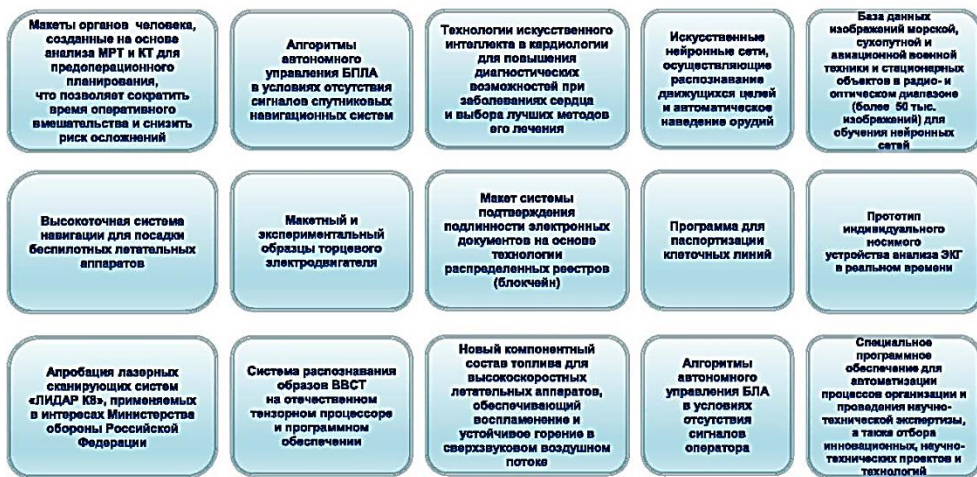 Макеты органов человека,
созданные на основе
анализа МРТ и КТ для
предоперационного
планирования,
что позволяет сократить
время оперативного
вмешательства и снизить
риск осложнений
Алгоритмы
автономного
управления БПЛА
в условиях отсутствия
сигналов спутниковых
навигационных систем
Технологии искусственного
интеллекта в кардиологии
для повышения
диагностических
возможностей при
заболеваниях сердца
и выбора лучших методов
его лечения
Искусственные
нейронные сети,
осуществляющие
распознавание
движущихся целей
и автоматическое
наведение орудий
База данных
изображений морской,
сухопутной и
авиационной военной
техники и стационарных
объектов в радио- и
оптическом диапазоне
(более 50 тыс.
изображений) для
обучения нейронных
сетей
Высокоточная система
навигации для посадки
беспилотных летательных
аппаратов
Макетный и
экспериментальный
образцы торцевого
электродвигателя
Макет системы
подтверждения
подлинности электронных
документов на основе
технологии
распределенных реестров
(блокчейн)
Программа для
паспортизации
клеточных линий
Прототип
индивидуального
носимого
устройства анализа ЭКГ
в реальном времени
Апробация лазерных
сканирующих систем
«ЛИДАР К8», применяемых
в интересах Министерства
обороны Российской
Федерации
Система распознавания
образов ВВСТ
на отечественном
тензорном процессоре
и программном
обеспечении
Новый компонентный
состав топлива для
высокоскоростных
летательных аппаратов,
обеспечивающий
воспламенение и
устойчивое горение в
сверхзвуковом воздушном
потоке
Алгоритмы
автономного
управления БЛА
в условиях
отсутствия
сигналов
оператора
Специальное
программное
обеспечение для
автоматизации
процессов организации и
проведения научно-
технической экспертизы,
а также отбора
инновационных, научно-
технических проектов и
технологий